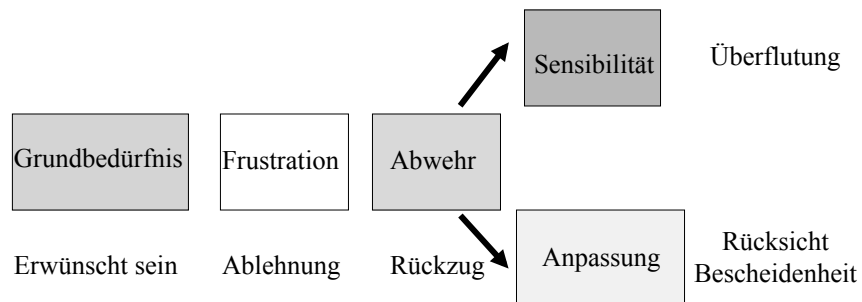 Sensibilität
Überflutung
Grundbedürfnis
Frustration
Abwehr
Erwünscht sein
Ablehnung
Rückzug
Anpassung
Rücksicht
Bescheidenheit